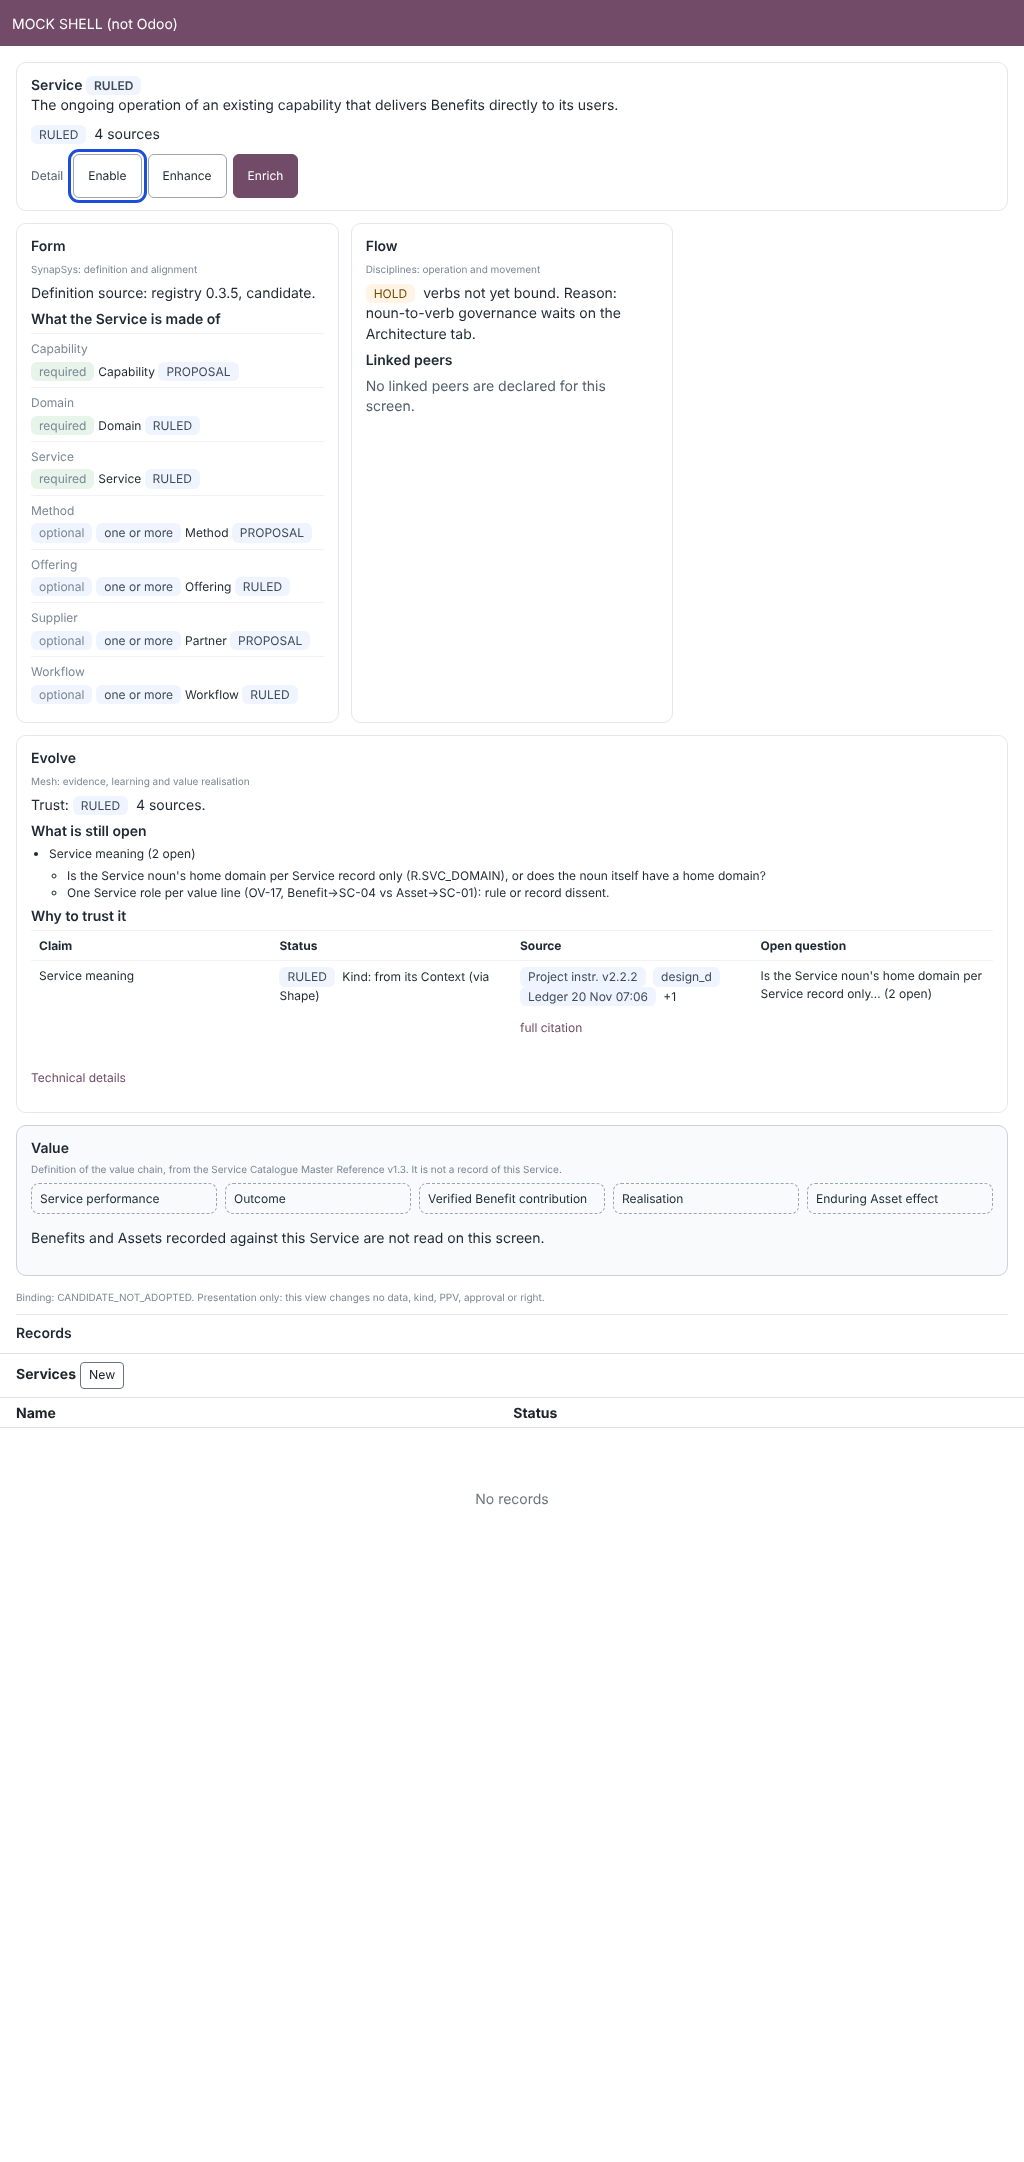 MOCK SHELL (not Odoo)
Service RULED
The ongoing operation of an existing capability that delivers Benefits directly to its users.
RULED 4 sources
Detail Enable Enhance Enrich
Form
SynapSys: definition and alignment
Definition source: registry 0.3.5, candidate.
What the Service is made of
Capability
required Capability PROPOSAL
Domain
required Domain RULED
Service
required Service RULED
Method
optional one or more Method PROPOSAL
Offering
optional one or more Offering RULED
Supplier
optional one or more Partner PROPOSAL
Workflow
optional one or more Workflow RULED
Flow
Disciplines: operation and movement
HOLD verbs not yet bound. Reason:
noun-to-verb governance waits on the
Architecture tab.
Linked peers
No linked peers are declared for this
screen.
Evolve
Mesh: evidence, learning and value realisation
Trust: RULED 4 sources.
What is still open
Service meaning (2 open)
Is the Service noun's home domain per Service record only (R.SVC_DOMAIN), or does the noun itself have a home domain?
One Service role per value line (OV-17, Benefit→SC-04 vs Asset→SC-01): rule or record dissent.
Why to trust it
Claim Status Source Open question
Service meaning
RULED Kind: from its Context (via
Shape)
Project instr. v2.2.2 design_d
Ledger 20 Nov 07:06 +1
full citation
Is the Service noun's home domain per
Service record only... (2 open)
Technical details
Value
Definition of the value chain, from the Service Catalogue Master Reference v1.3. It is not a record of this Service.
Service performance Outcome Verified Benefit contribution Realisation Enduring Asset effect
Benefits and Assets recorded against this Service are not read on this screen.
Binding: CANDIDATE_NOT_ADOPTED. Presentation only: this view changes no data, kind, PPV, approval or right.
Records
Services New
Name Status
No records